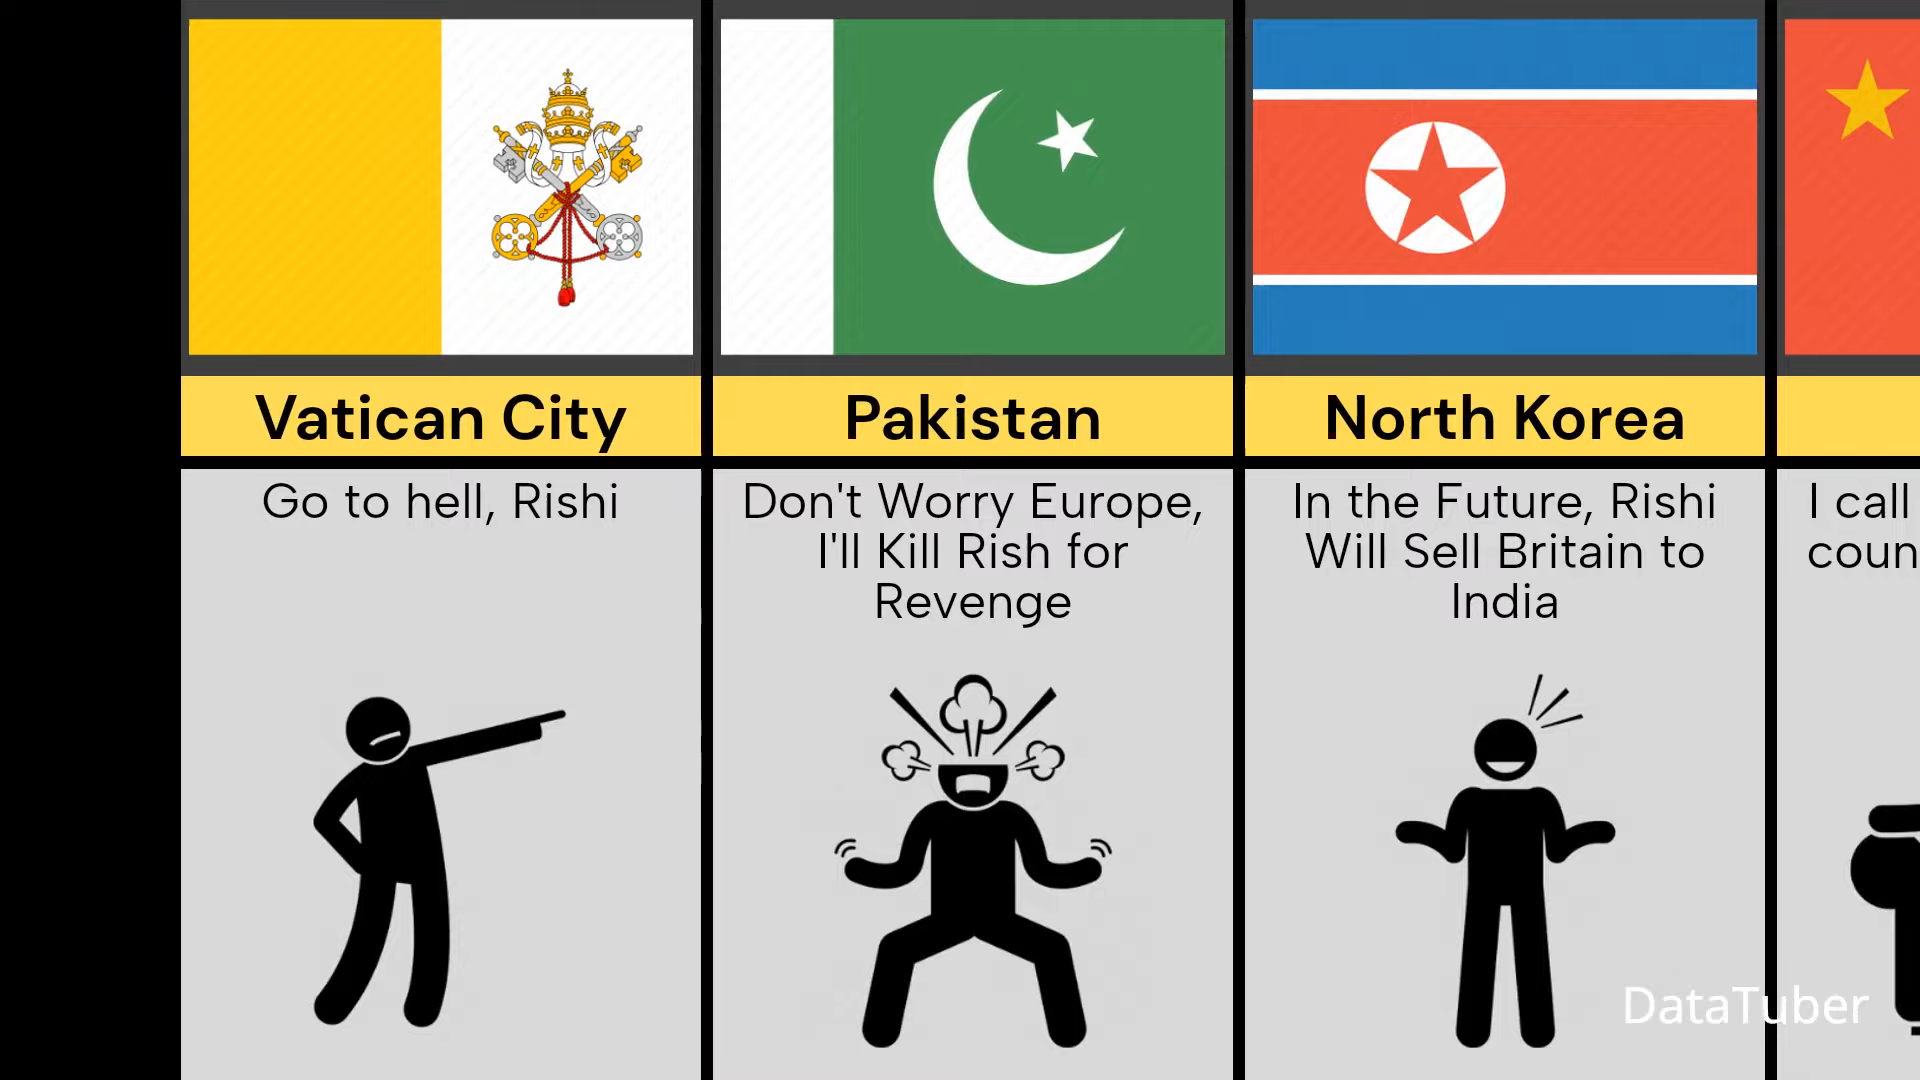 Vatican City
Go to hell, Rishi
Pakistan
Don't Worry Europe,
I'll Kill Rish for
Revenge
North Korea
In the Future, Rishi
Will Sell Britain to
India
I call
coun
DataTuber